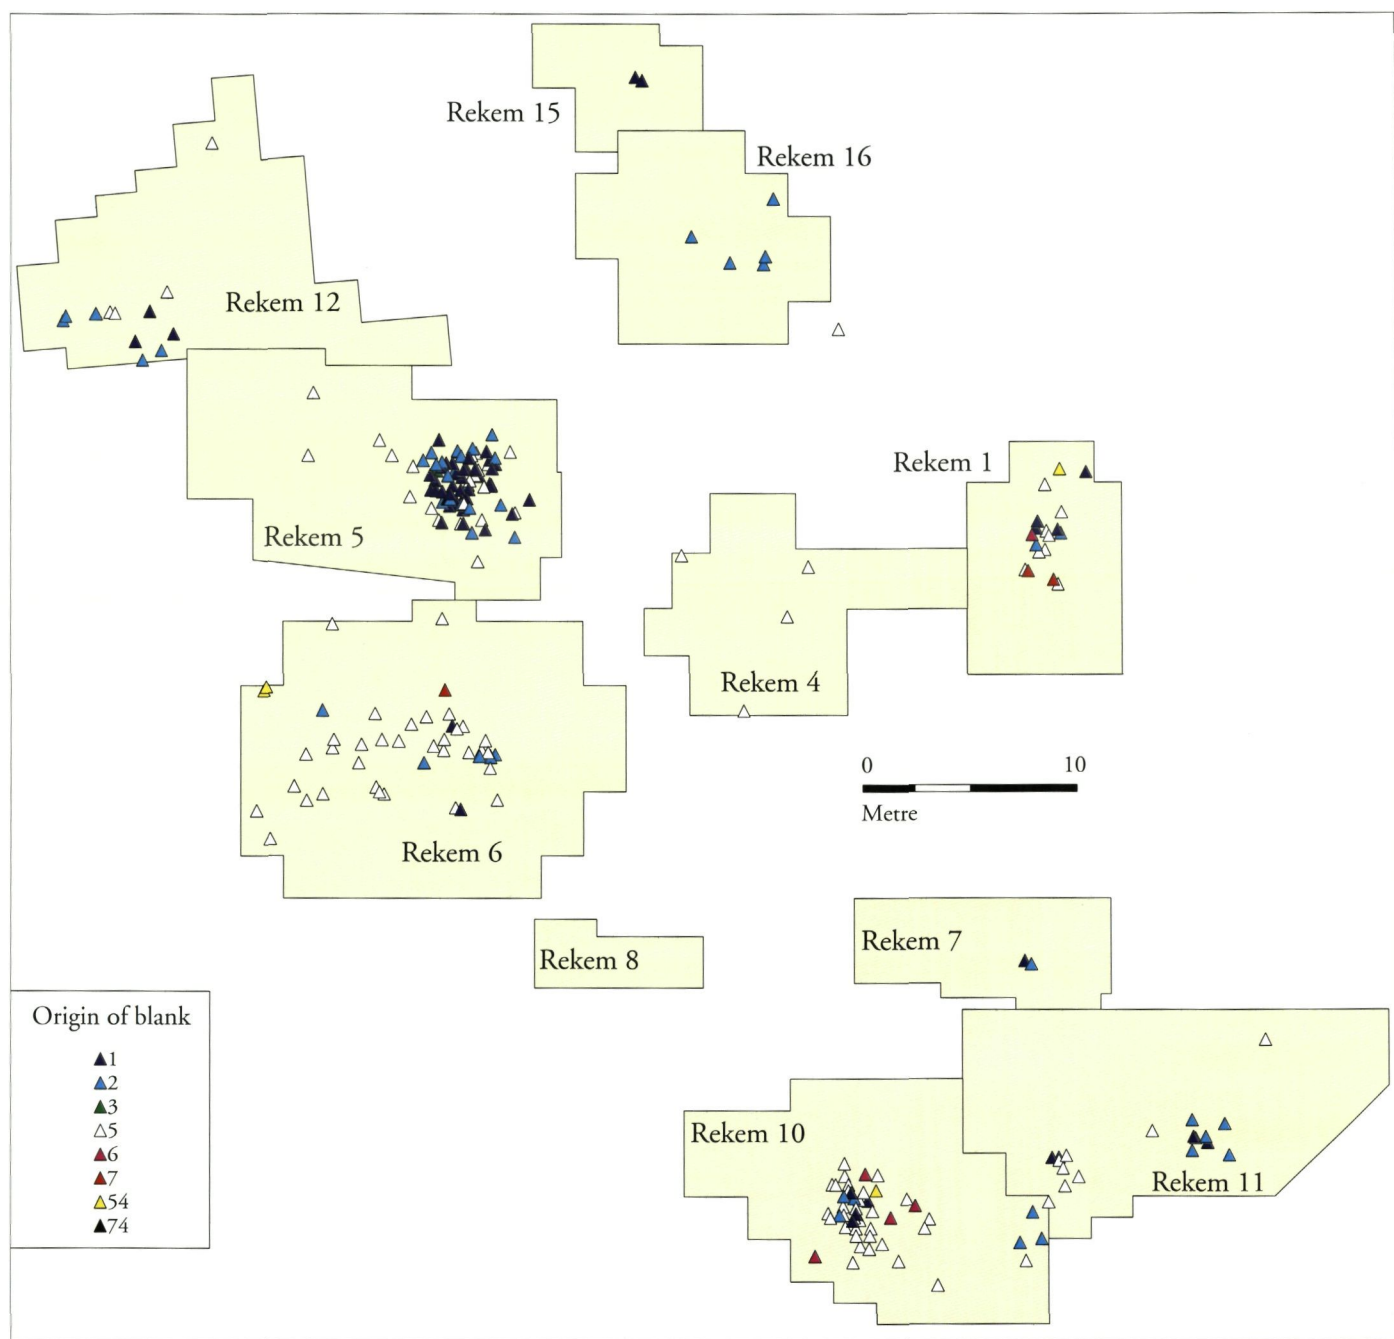 Rekem 15
Rekem 16
Rekem 12
Rekem 1
Rekem 5
Rekem 4
0 10
Metre
Rekem 6
Rekem 7
Rekem 8
Origin of blank
1
2
3
5
6
7
54
74
Rekem 10
Rekem 11